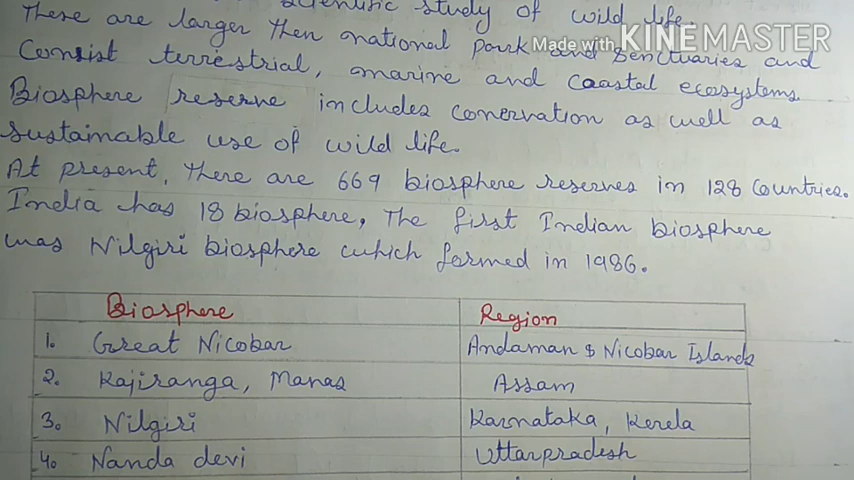 scientific study of wild life.
These are larger then national park and senctuaries and
Made with KINEMASTER
Consist terrestrial, marine and coastal ecosystems.
Biosphere reserve includes conervation as well as
sustainable use of wild life.
At present, there are 669 biosphere reserves in 128 countries.
India has 18 biosphere, The first Indian biosphere
was Nilgiri biosphere which formed in 1986.
Biosphere Region
1. Great Nicobar Andaman & Nicobar Islands
2. Kajiranga, Manas Assam
3. Nilgiri Karnataka, Kerela
4. Nanda devi Uttarpradesh